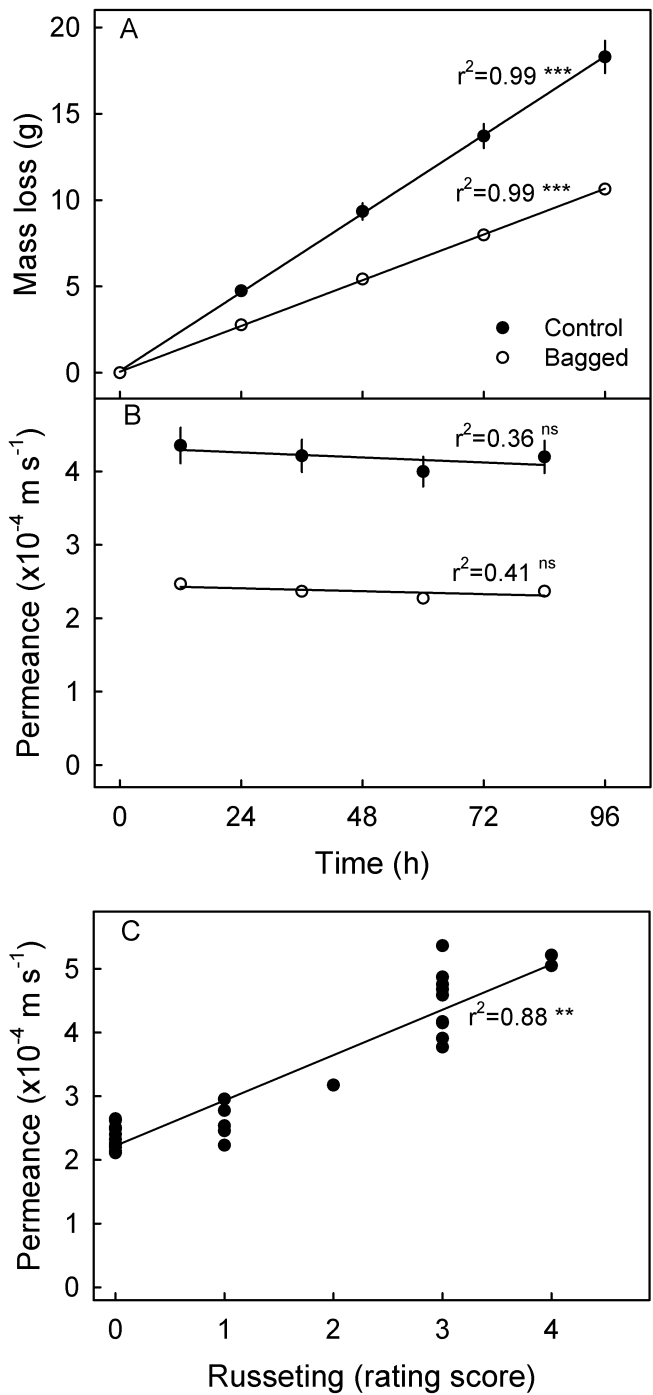 A
20
15
10
5
0
Mass loss (g)
r²=0.99 ***
r²=0.99 ***
Control
Bagged
B
4
3
2
1
0
Permeance (x10⁻⁴ m s⁻¹)
r²=0.36 ns
r²=0.41 ns
0 24 48 72 96
Time (h)
C
5
4
3
2
1
0
Permeance (x10⁻⁴ m s⁻¹)
r²=0.88 **
0 1 2 3 4
Russeting (rating score)